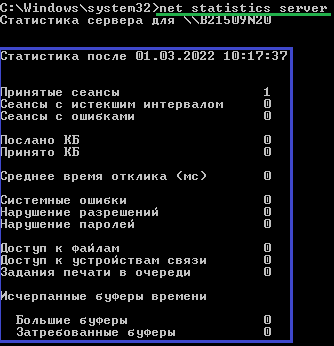 C:\Windows\system32>net statistics server
Статистика сервера для \\B21509N20
Статистика после 01.03.2022 10:17:37
Принятые сеансы 1
Сеансы с истекшим интервалом 0
Сеансы с ошибками 0
Послано КБ 0
Принято КБ 0
Среднее время отклика (мс) 0
Системные ошибки 0
Нарушение разрешений 0
Нарушение паролей 0
Доступ к файлам 0
Доступ к устройствам связи 0
Задания печати в очереди 0
Исчерпанные буферы времени
Большие буферы 0
Затребованные буферы 0